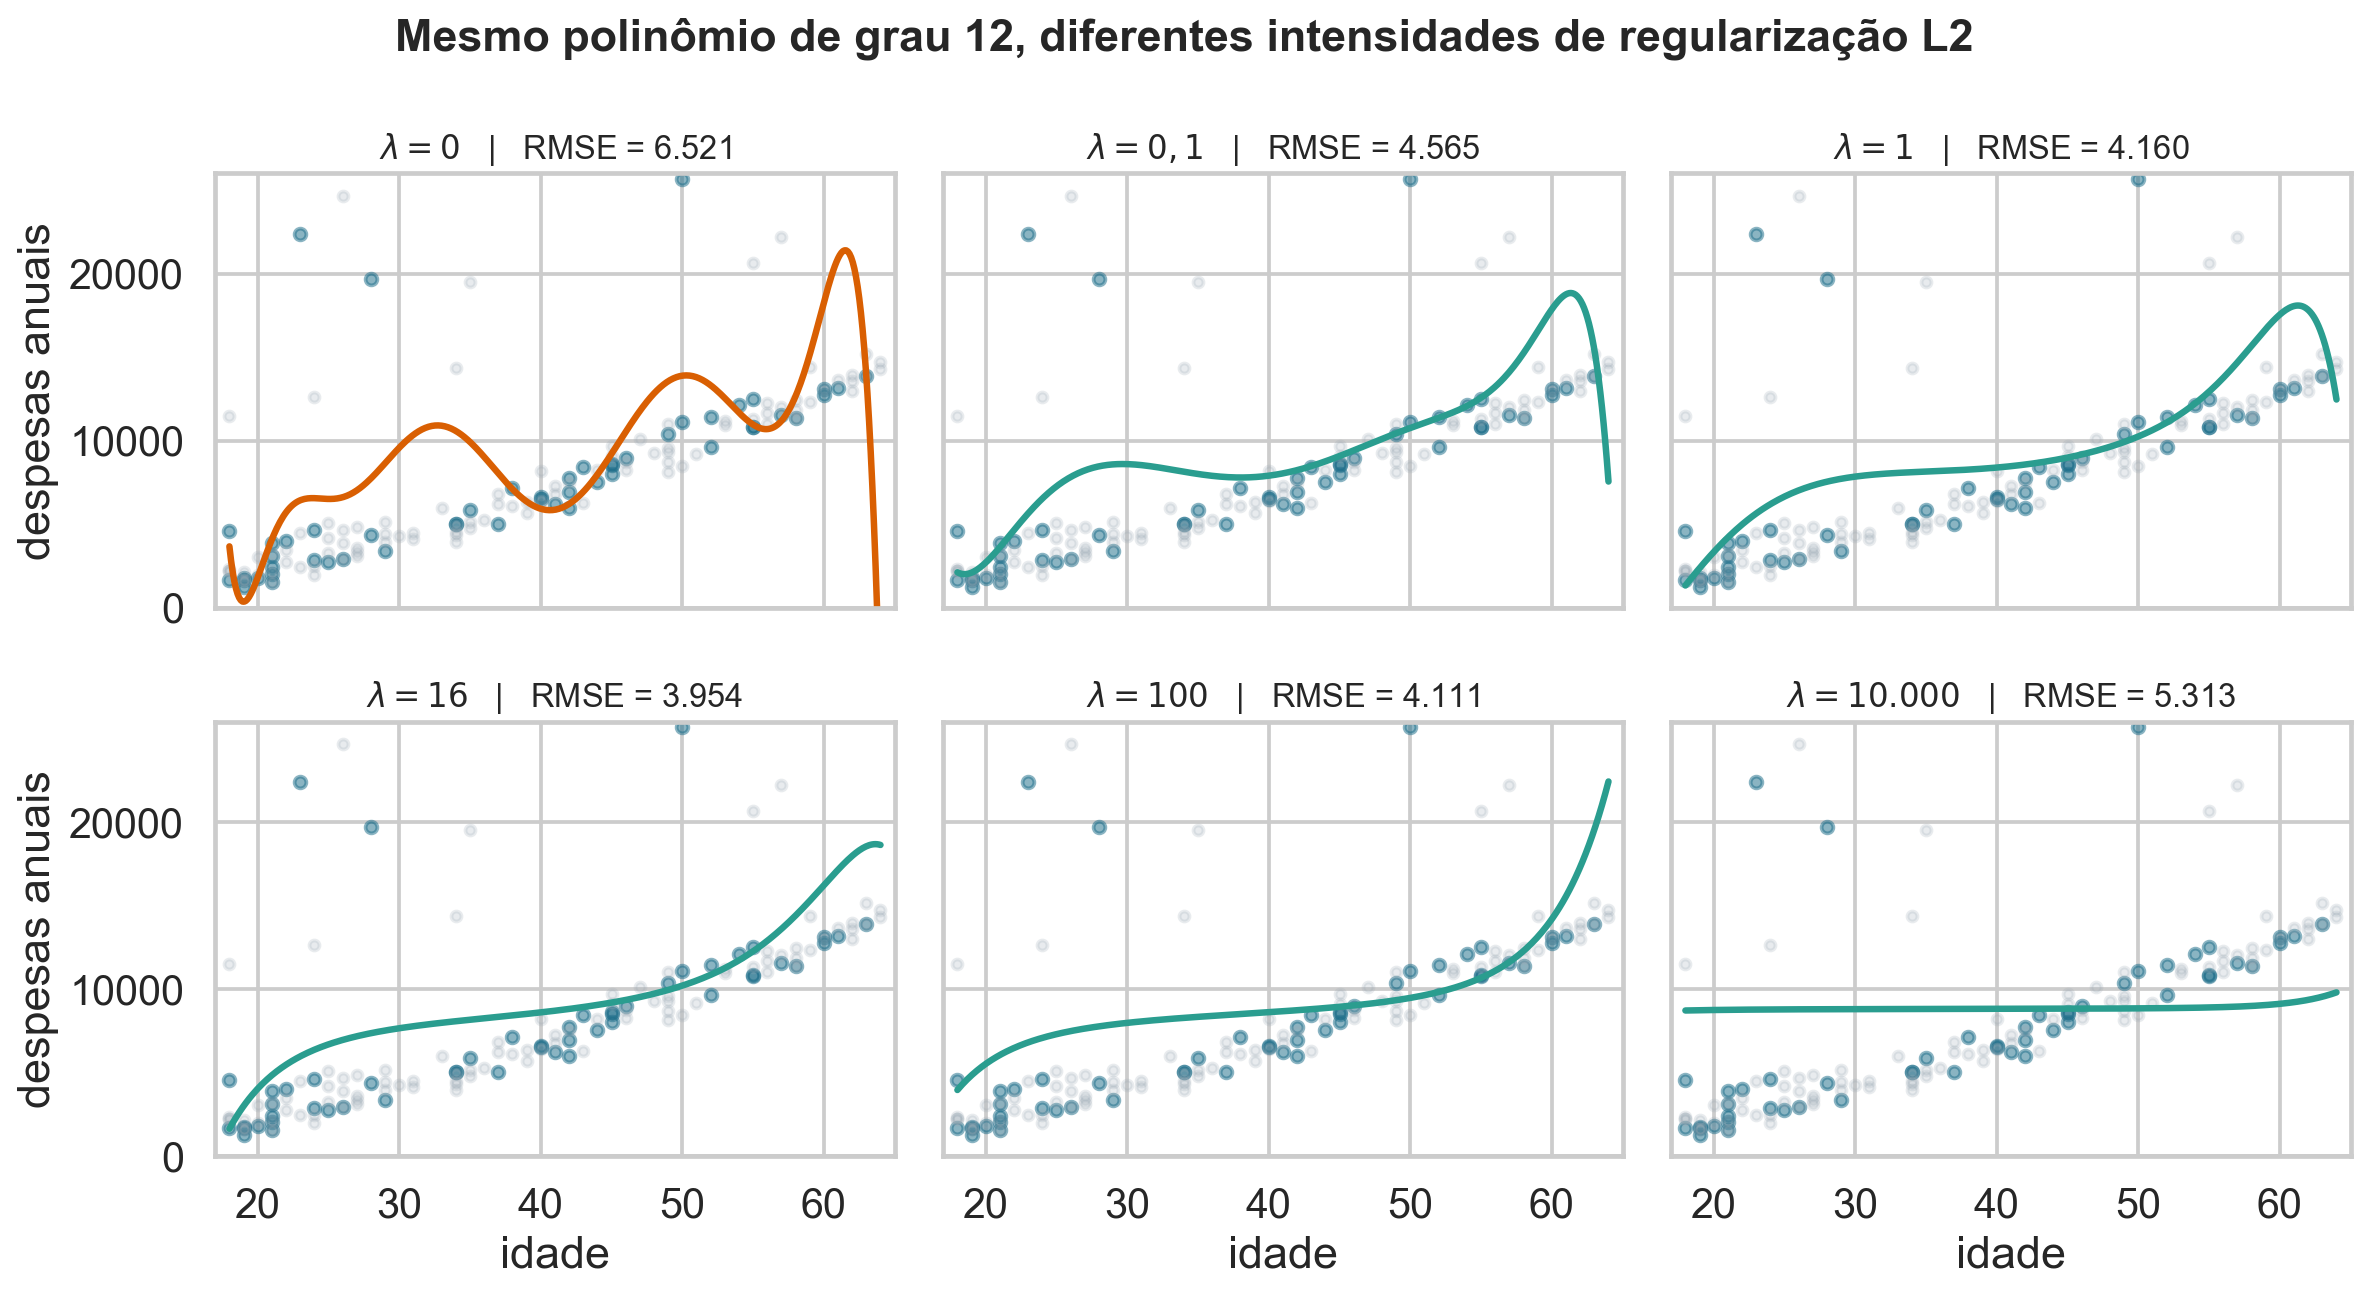 Mesmo polinômio de grau 12, diferentes intensidades de regularização L2
λ = 0 | RMSE = 6.521
λ = 0, 1 | RMSE = 4.565
λ = 1 | RMSE = 4.160
despesas anuais
20000
10000
0
λ = 16 | RMSE = 3.954
λ = 100 | RMSE = 4.111
λ = 10.000 | RMSE = 5.313
despesas anuais
20000
10000
0
20 30 40 50 60
20 30 40 50 60
20 30 40 50 60
idade
idade
idade